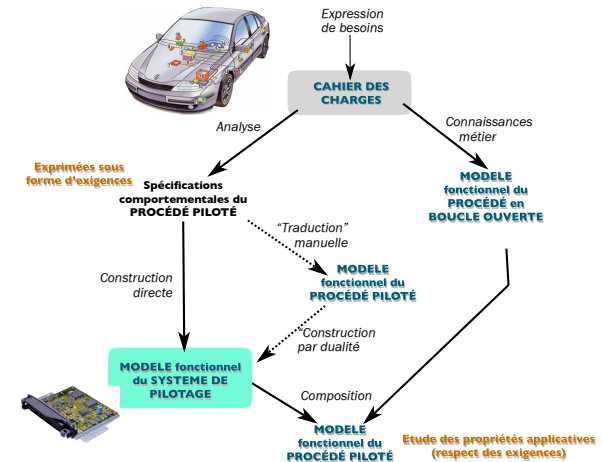 Expression
de besoins
CAHIER DES
CHARGES
Analyse
Connaissances
métier
Exprimées sous
forme d'exigences
Spécifications
comportementales du
PROCÉDÉ PILOTÉ
MODELE
fonctionnel du
PROCÉDÉ en
BOUCLE OUVERTE
"Traduction"
manuelle
Construction
directe
MODELE
fonctionnel du
PROCÉDÉ PILOTÉ
"Construction
par dualité
MODELE fonctionnel
du SYSTEME DE
PILOTAGE
Composition
MODELE
fonctionnel du
PROCÉDÉ PILOTÉ
Etude des propriétés applicatives
(respect des exigences)